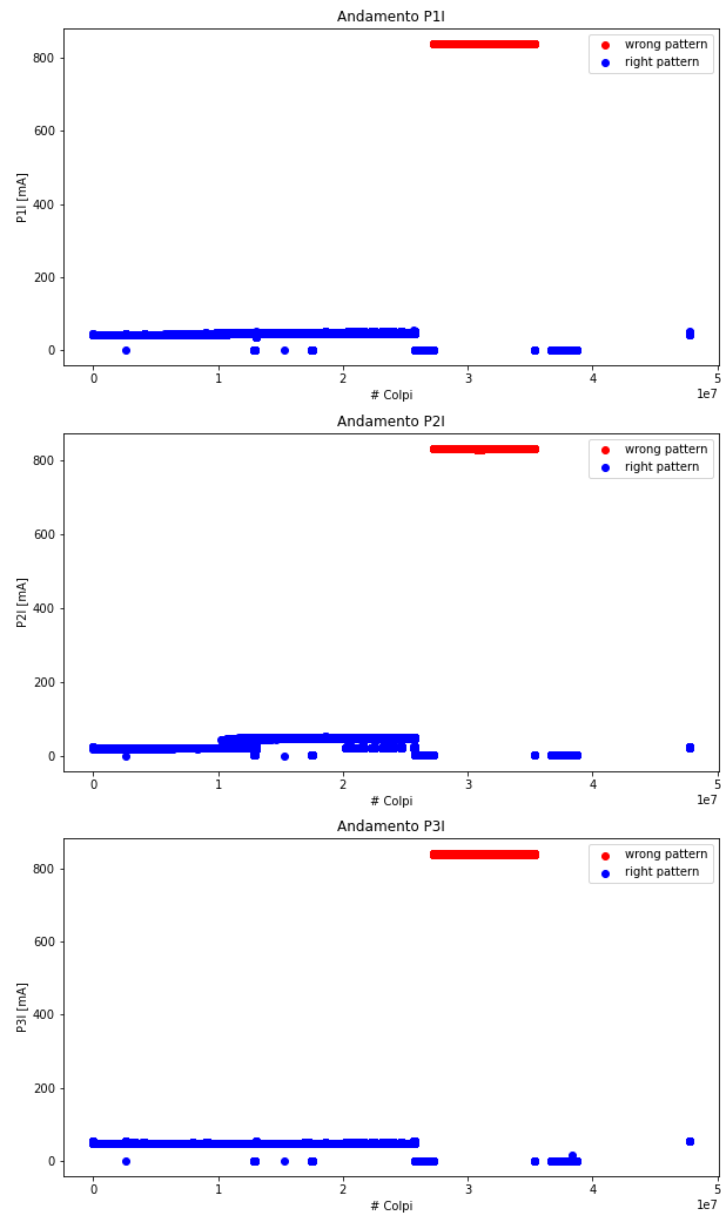 Andamento P1I
wrong pattern
right pattern
800
600
400
200
0
P1I [mA]
0 1 2 3 4 5
1e7
# Colpi
Andamento P2I
wrong pattern
right pattern
800
600
400
200
0
P2I [mA]
0 1 2 3 4 5
1e7
# Colpi
Andamento P3I
wrong pattern
right pattern
800
600
400
200
0
P3I [mA]
0 1 2 3 4 5
1e7
# Colpi